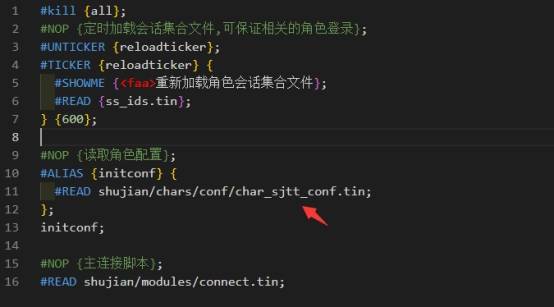 1 #kill {all};
2 #NOP {定时加载会话集合文件,可保证相关的角色登录};
3 #UNTICKER {reloadticker};
4 #TICKER {reloadticker} {
5 #SHOWME {<faa>重新加载角色会话集合文件};
6 #READ {ss_ids.tin};
7 } {600};
8
9 #NOP {读取角色配置};
10 #ALIAS {initconf} {
11 #READ shujian/chars/conf/char_sjtt_conf.tin;
12 };
13 initconf;
14
15 #NOP {主连接脚本};
16 #READ shujian/modules/connect.tin;